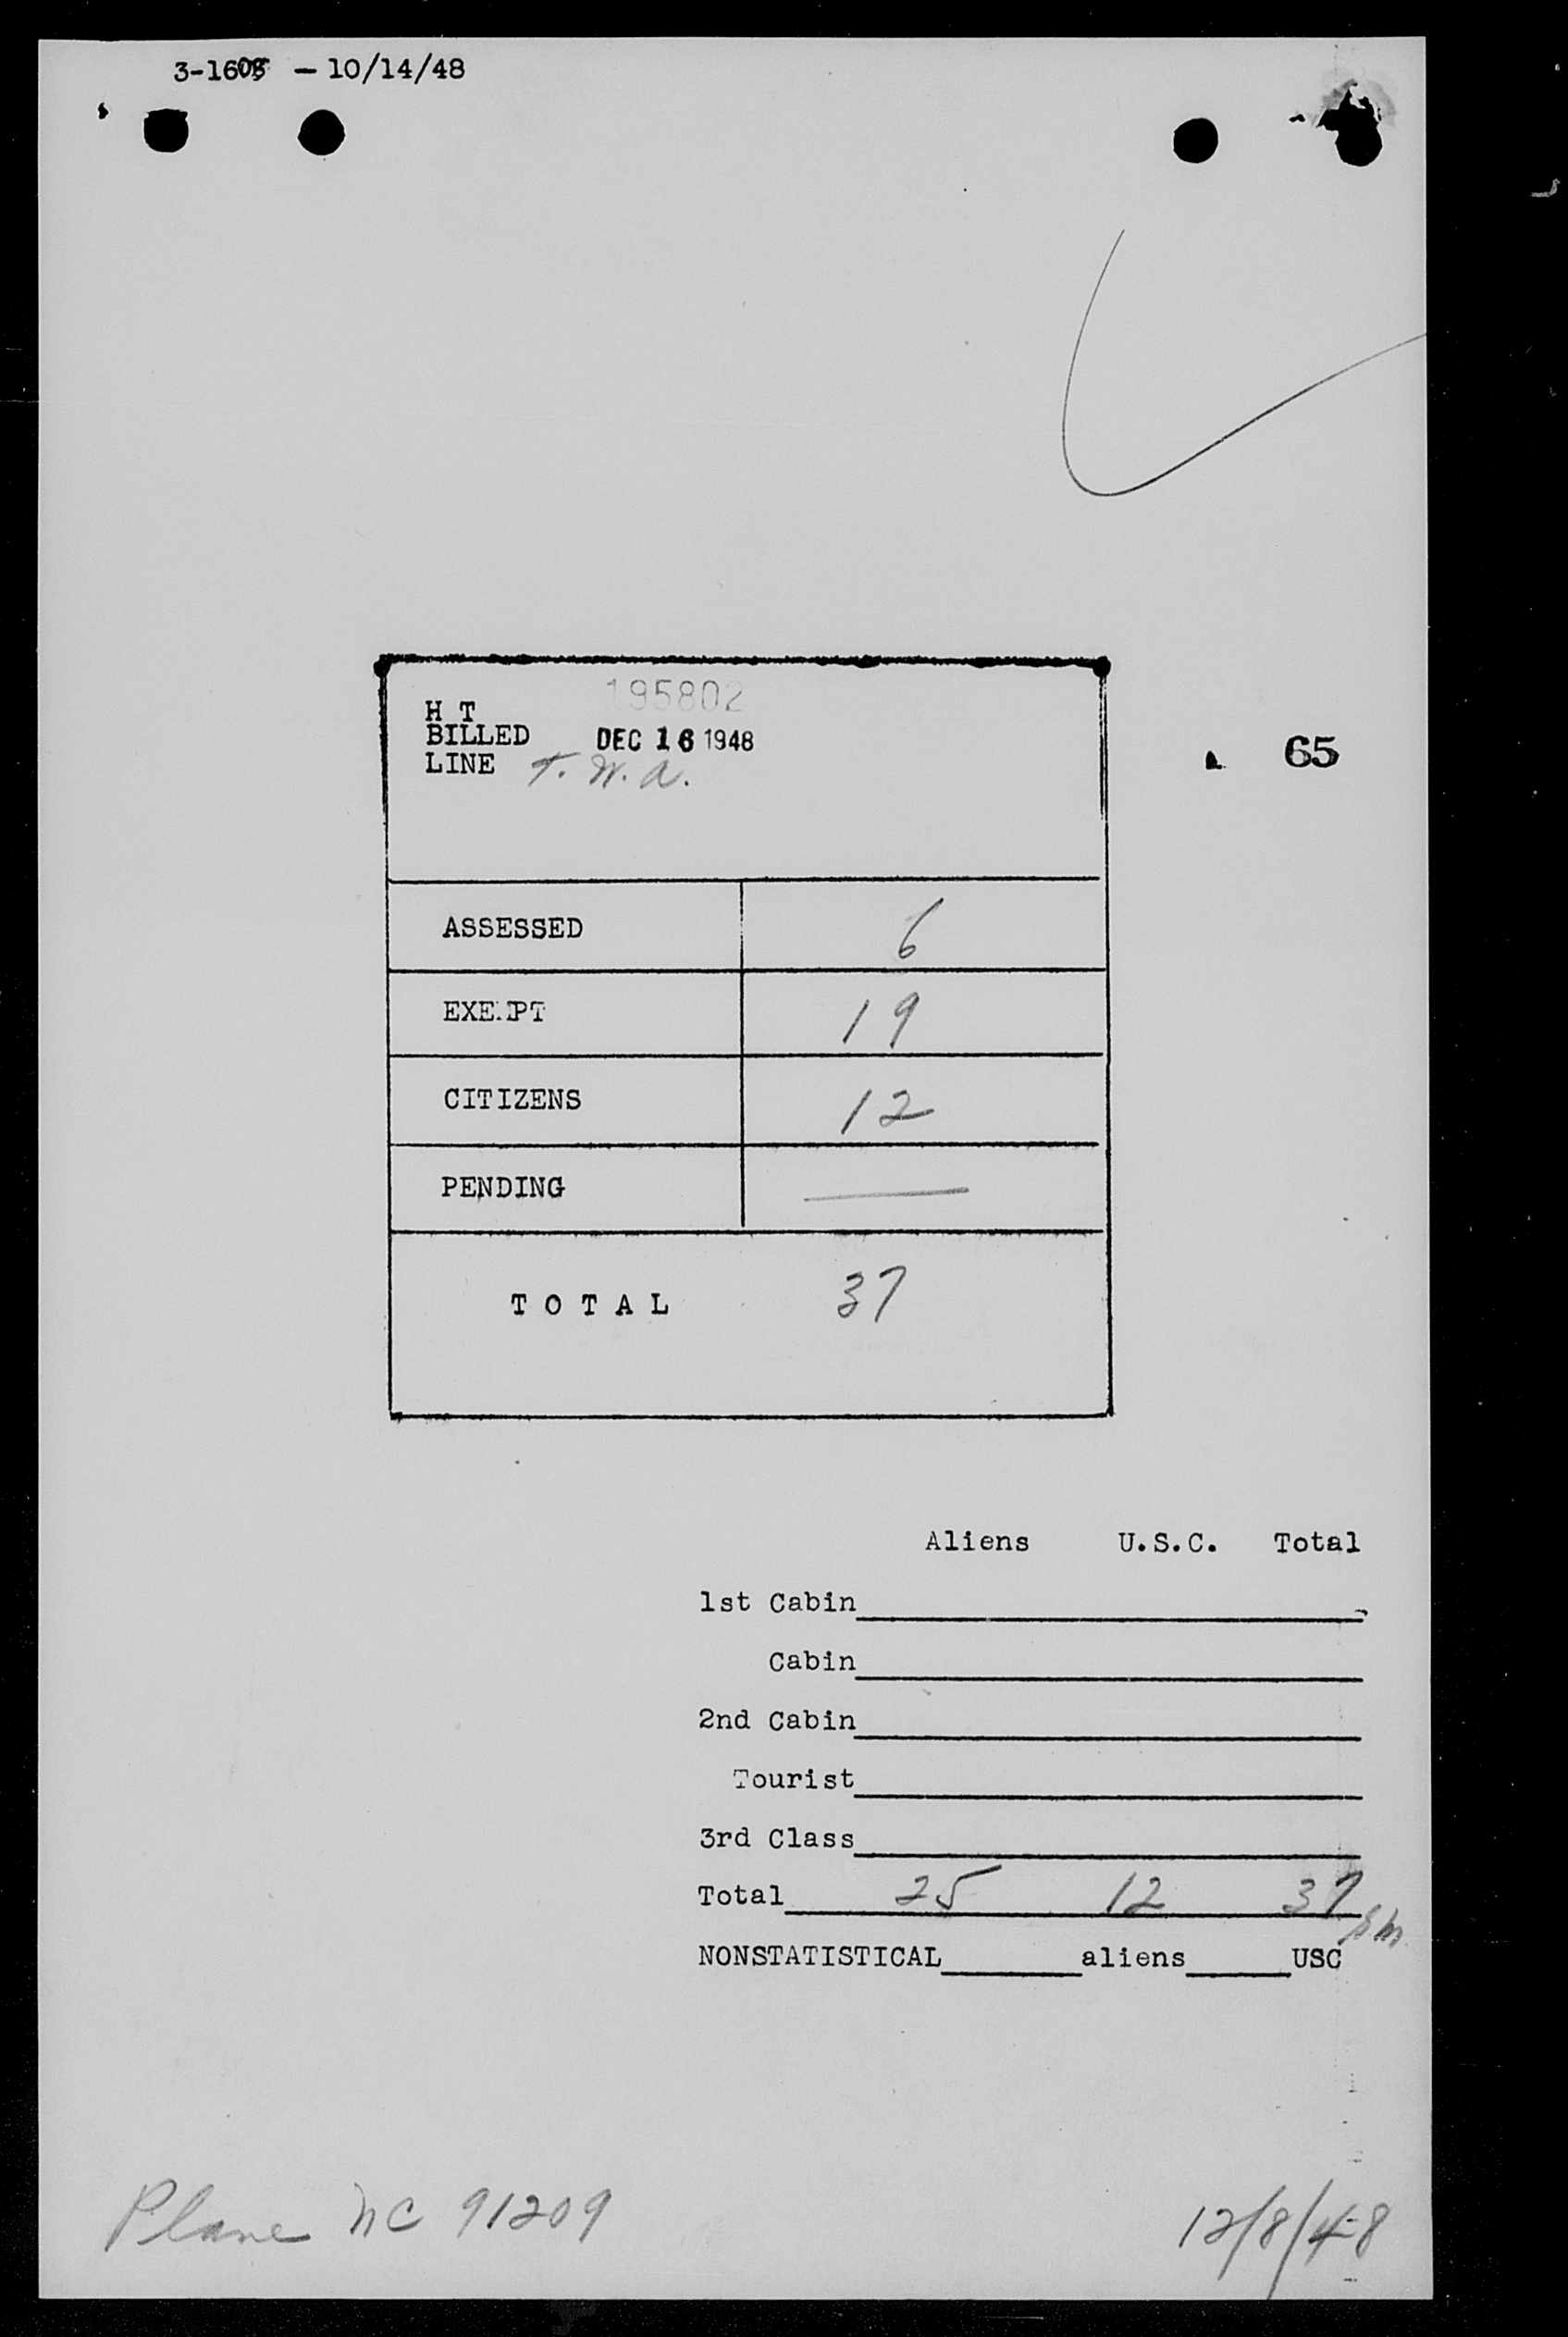 3-1603 - 10/14/48
195802
H T
BILLED DEC 16 1948
LINE T. W. A.
65
ASSESSED 6
EXEMPT 19
CITIZENS 12
PENDING —
TOTAL 37
Aliens U.S.C. Total
1st Cabin
Cabin
2nd Cabin
Tourist
3rd Class
Total 25 12 37
NONSTATISTICAL aliens USC
Plane NC 91209
12/8/48